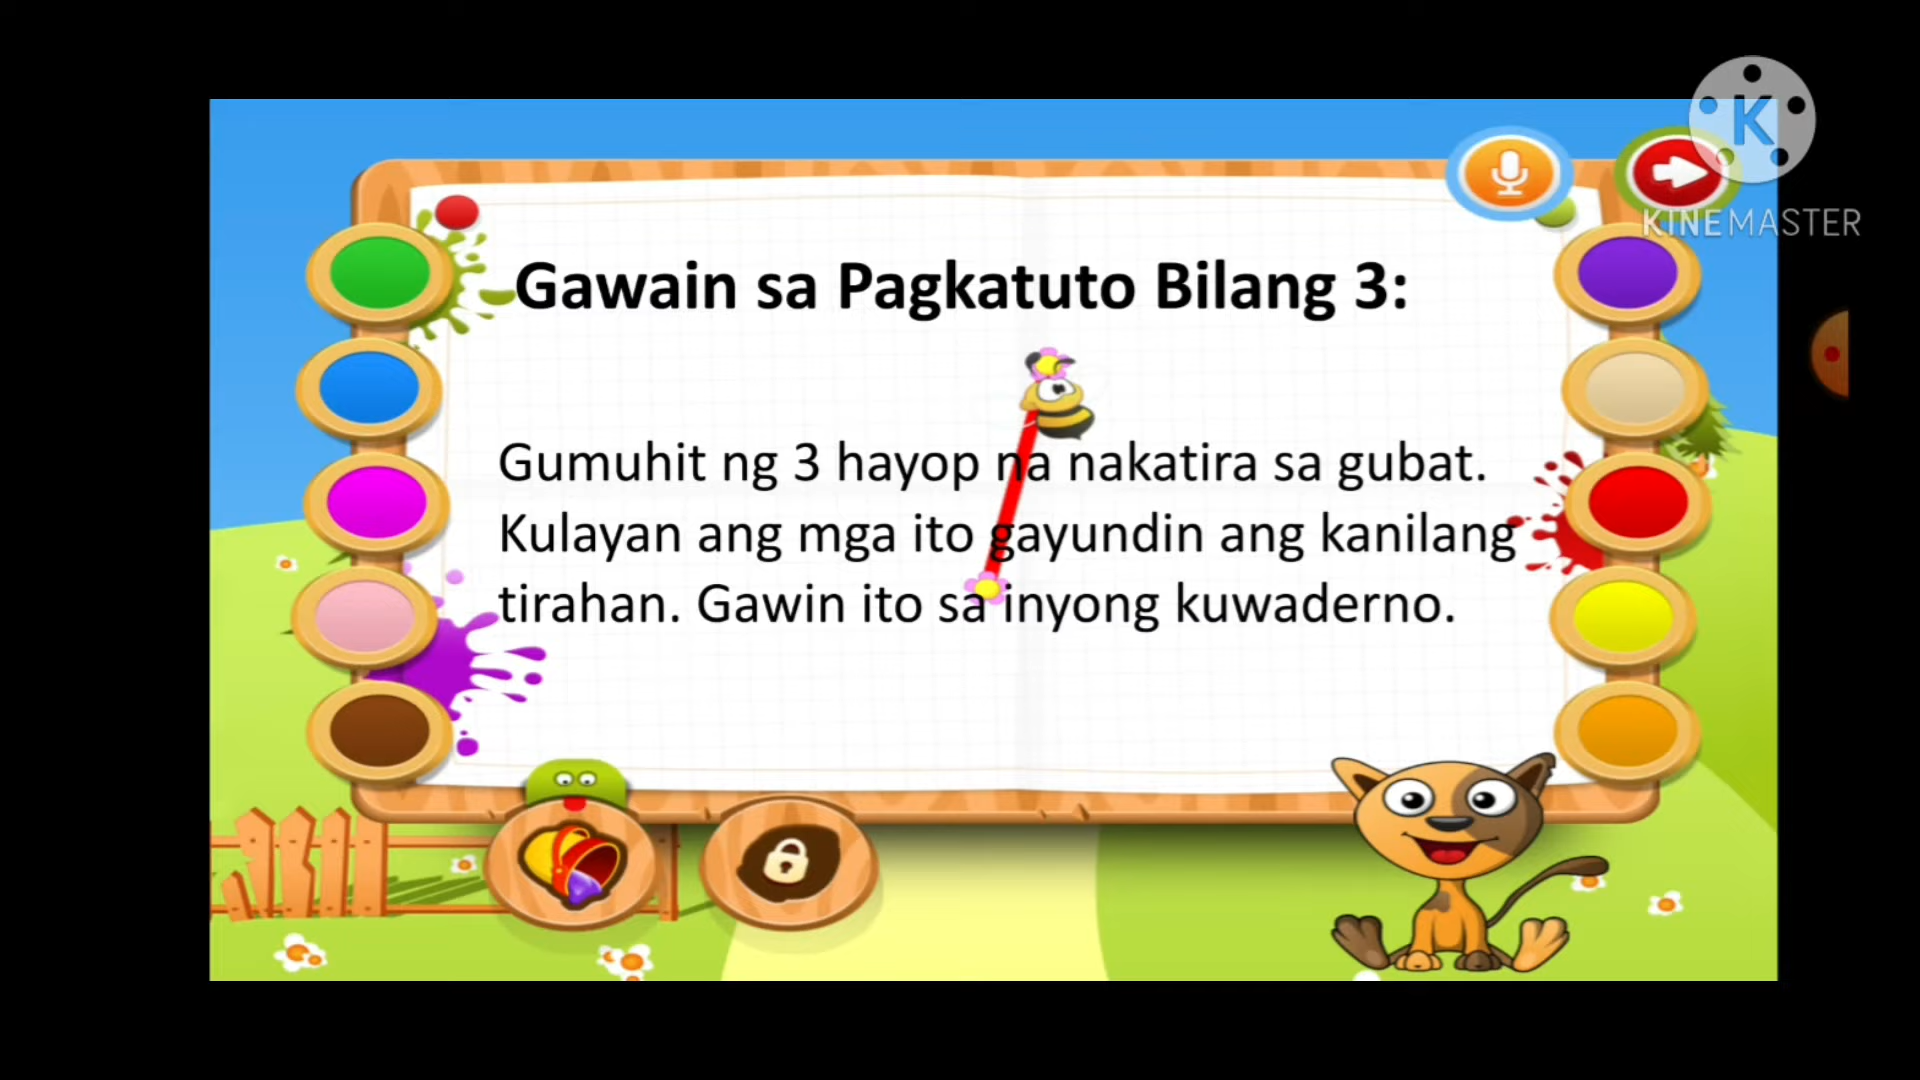 K
KINEMASTER
Gawain sa Pagkatuto Bilang 3:
Gumuhit ng 3 hayop na nakatira sa gubat.
Kulayan ang mga ito gayundin ang kanilang
tirahan. Gawin ito sa inyong kuwaderno.